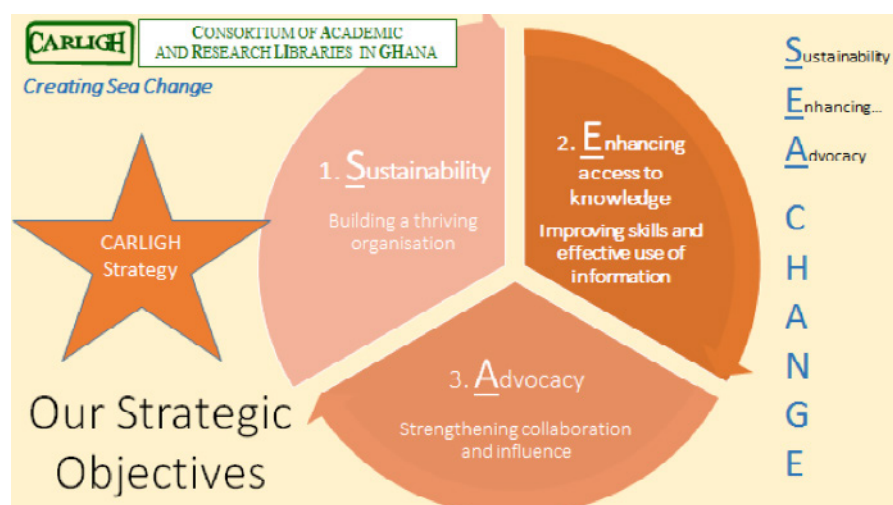 CARLIGH
CONSORTIUM OF ACADEMIC
AND RESEARCH LIBRARIES IN GHANA
Creating Sea Change
CARLIGH
Strategy
Our Strategic
Objectives
1. Sustainability
Building a thriving
organisation
2. Enhancing
access to
knowledge
Improving skills and
effective use of
information
3. Advocacy
Strengthening collaboration
and influence
Sustainability
Enhancing...
Advocacy
C
H
A
N
G
E